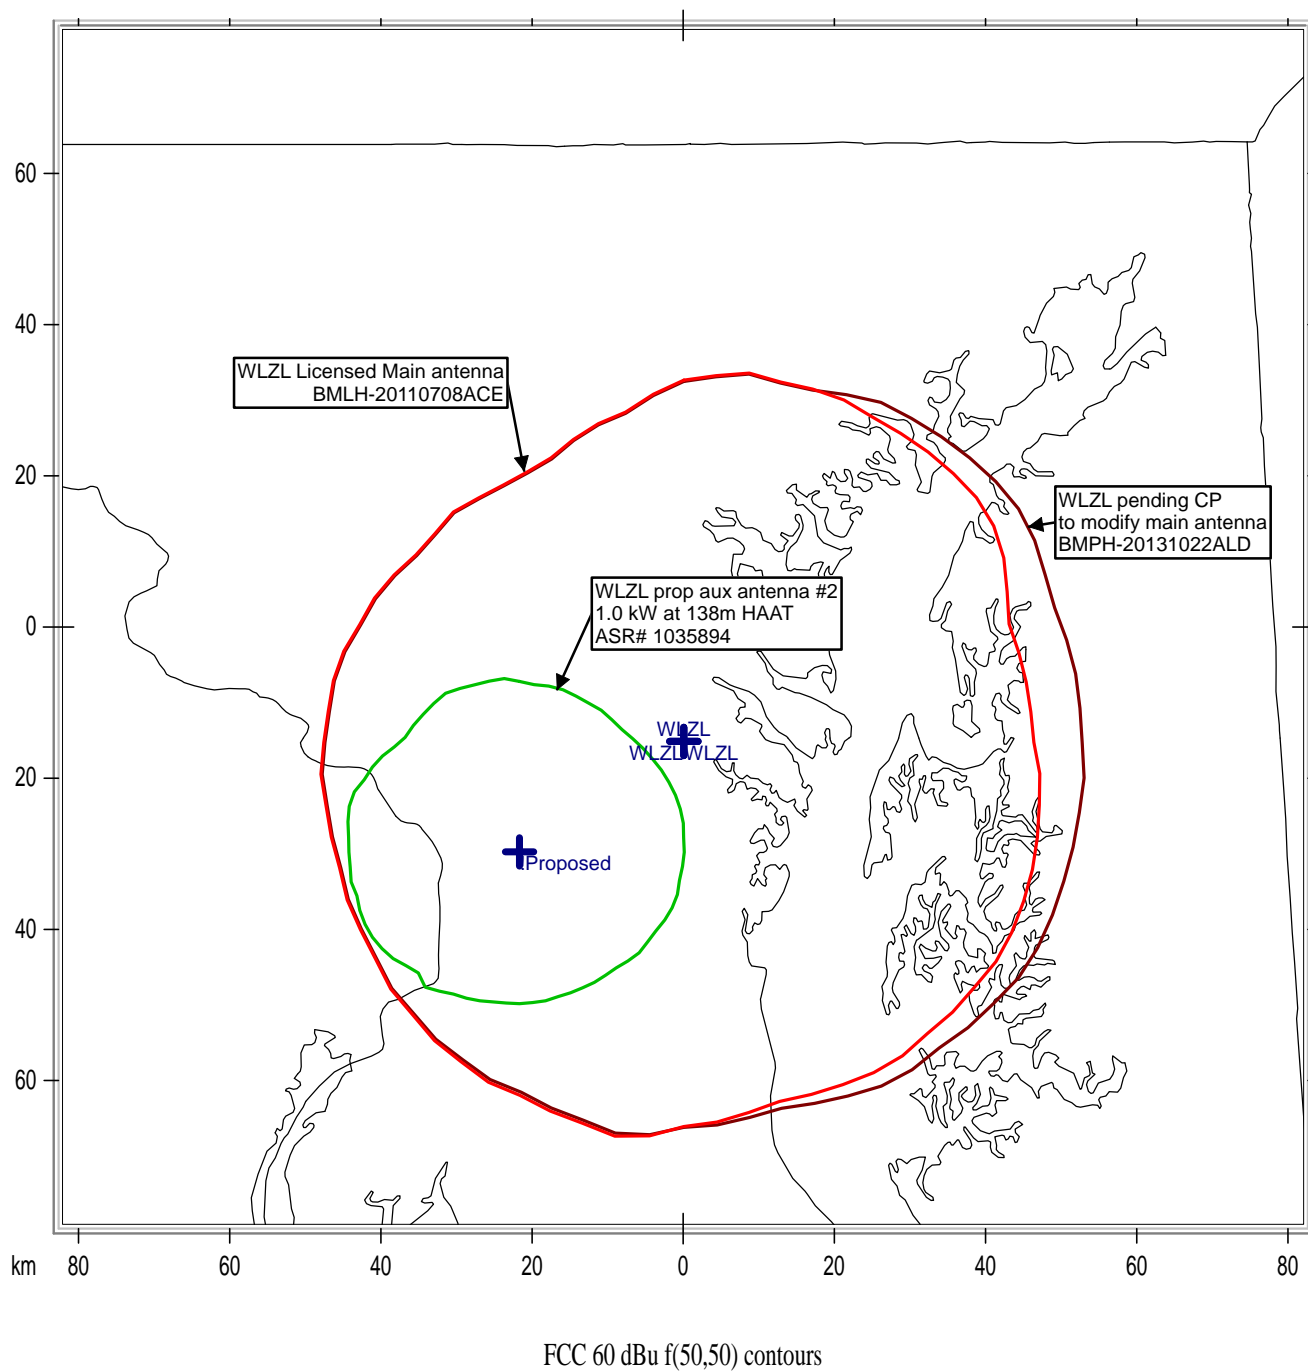 60
40
WLZL Licensed Main antenna
BMLH-20110708ACE
20
WLZL pending CP
to modify main antenna
BMPH-20131022ALD
WLZL prop aux antenna #2
1.0 kW at 138m HAAT
ASR# 1035894
0
WLZL
WLZL WLZL
20
Proposed
40
60
km 80 60 40 20 0 20 40 60 80
FCC 60 dBu f(50,50) contours